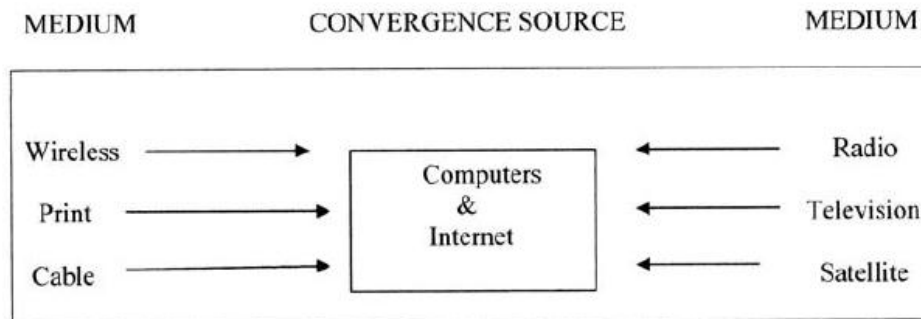 MEDIUM CONVERGENCE SOURCE MEDIUM
Wireless Computers Radio
Print & Television
Internet
Cable Satellite